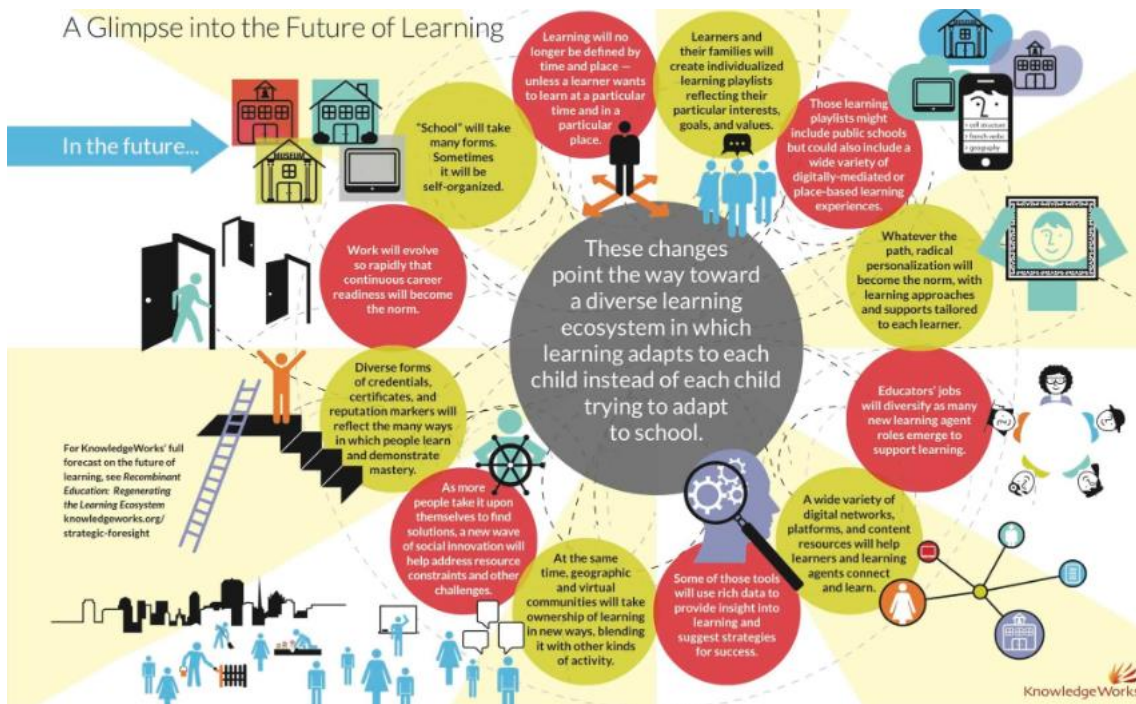 A Glimpse into the Future of Learning
In the future...
MUSEUM
"School" will take
many forms.
Sometimes
it will be
self-organized.
Learning will no
longer be defined by
time and place —
unless a learner wants
to learn at a particular
time and in a
particular
place.
Learners and
their families will
create individualized
learning playlists
reflecting their
particular interests,
goals, and values.
Those learning
playlists might
include public schools
but could also include a
wide variety of
digitally-mediated or
place-based learning
experiences.
> cell structure
> french verbs
> geography
Whatever the
path, radical
personalization will
become the norm, with
learning approaches
and supports tailored
to each learner.
Educators' jobs
will diversify as many
new learning agent
roles emerge to
support learning.
A wide variety of
digital networks,
platforms, and content
resources will help
learners and learning
agents connect
and learn.
Some of those tools
will use rich data to
provide insight into
learning and
suggest strategies
for success.
At the same
time, geographic
and virtual
communities will take
ownership of learning
in new ways, blending
it with other kinds
of activity.
As more
people take it upon
themselves to find
solutions, a new wave
of social innovation will
help address resource
constraints and other
challenges.
Diverse forms
of credentials,
certificates, and
reputation markers will
reflect the many ways
in which people learn
and demonstrate
mastery.
Work will evolve
so rapidly that
continuous career
readiness will become
the norm.
These changes
point the way toward
a diverse learning
ecosystem in which
learning adapts to each
child instead of each child
trying to adapt
to school.
For KnowledgeWorks' full
forecast on the future of
learning, see Recombinant
Education: Regenerating
the Learning Ecosystem
knowledgeworks.org/
strategic-foresight
KnowledgeWorks